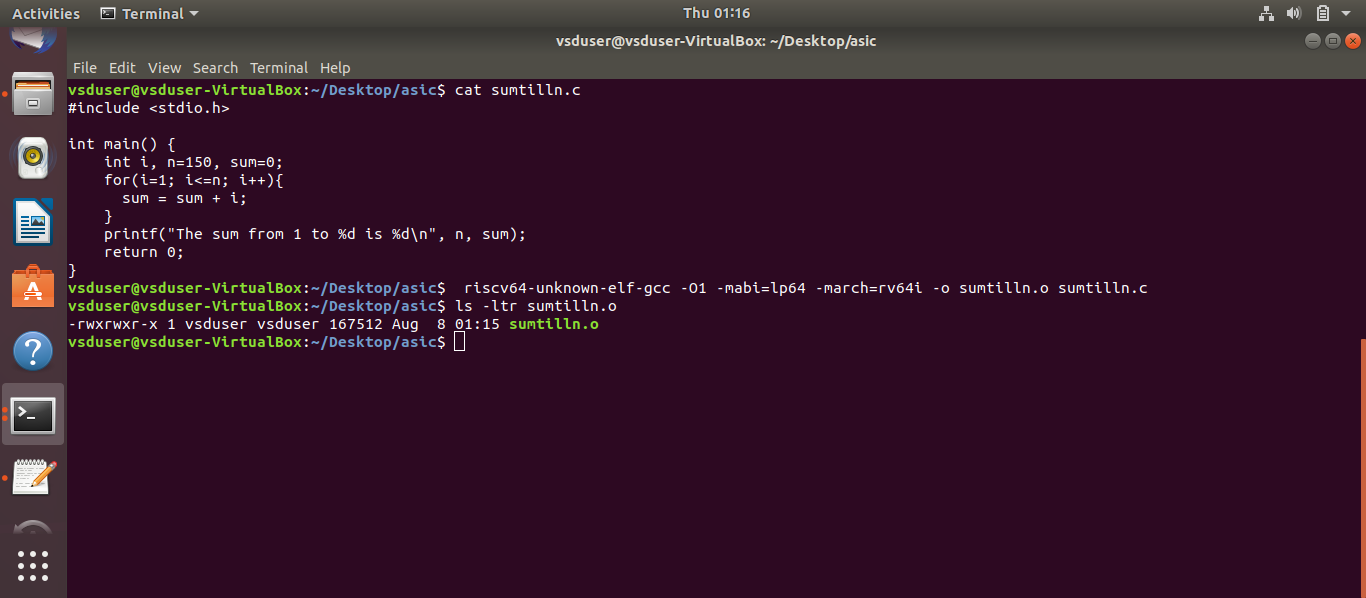 Activities Terminal Thu 01:16
vsduser@vsduser-VirtualBox: ~/Desktop/asic
File Edit View Search Terminal Help
vsduser@vsduser-VirtualBox:~/Desktop/asic$ cat sumtilln.c
#include <stdio.h>

int main() {
    int i, n=150, sum=0;
    for(i=1; i<=n; i++){
      sum = sum + i;
    }
    printf("The sum from 1 to %d is %d\n", n, sum);
    return 0;
}
vsduser@vsduser-VirtualBox:~/Desktop/asic$  riscv64-unknown-elf-gcc -O1 -mabi=lp64 -march=rv64i -o sumtilln.o sumtilln.c
vsduser@vsduser-VirtualBox:~/Desktop/asic$ ls -ltr sumtilln.o
-rwxrwxr-x 1 vsduser vsduser 167512 Aug  8 01:15 sumtilln.o
vsduser@vsduser-VirtualBox:~/Desktop/asic$